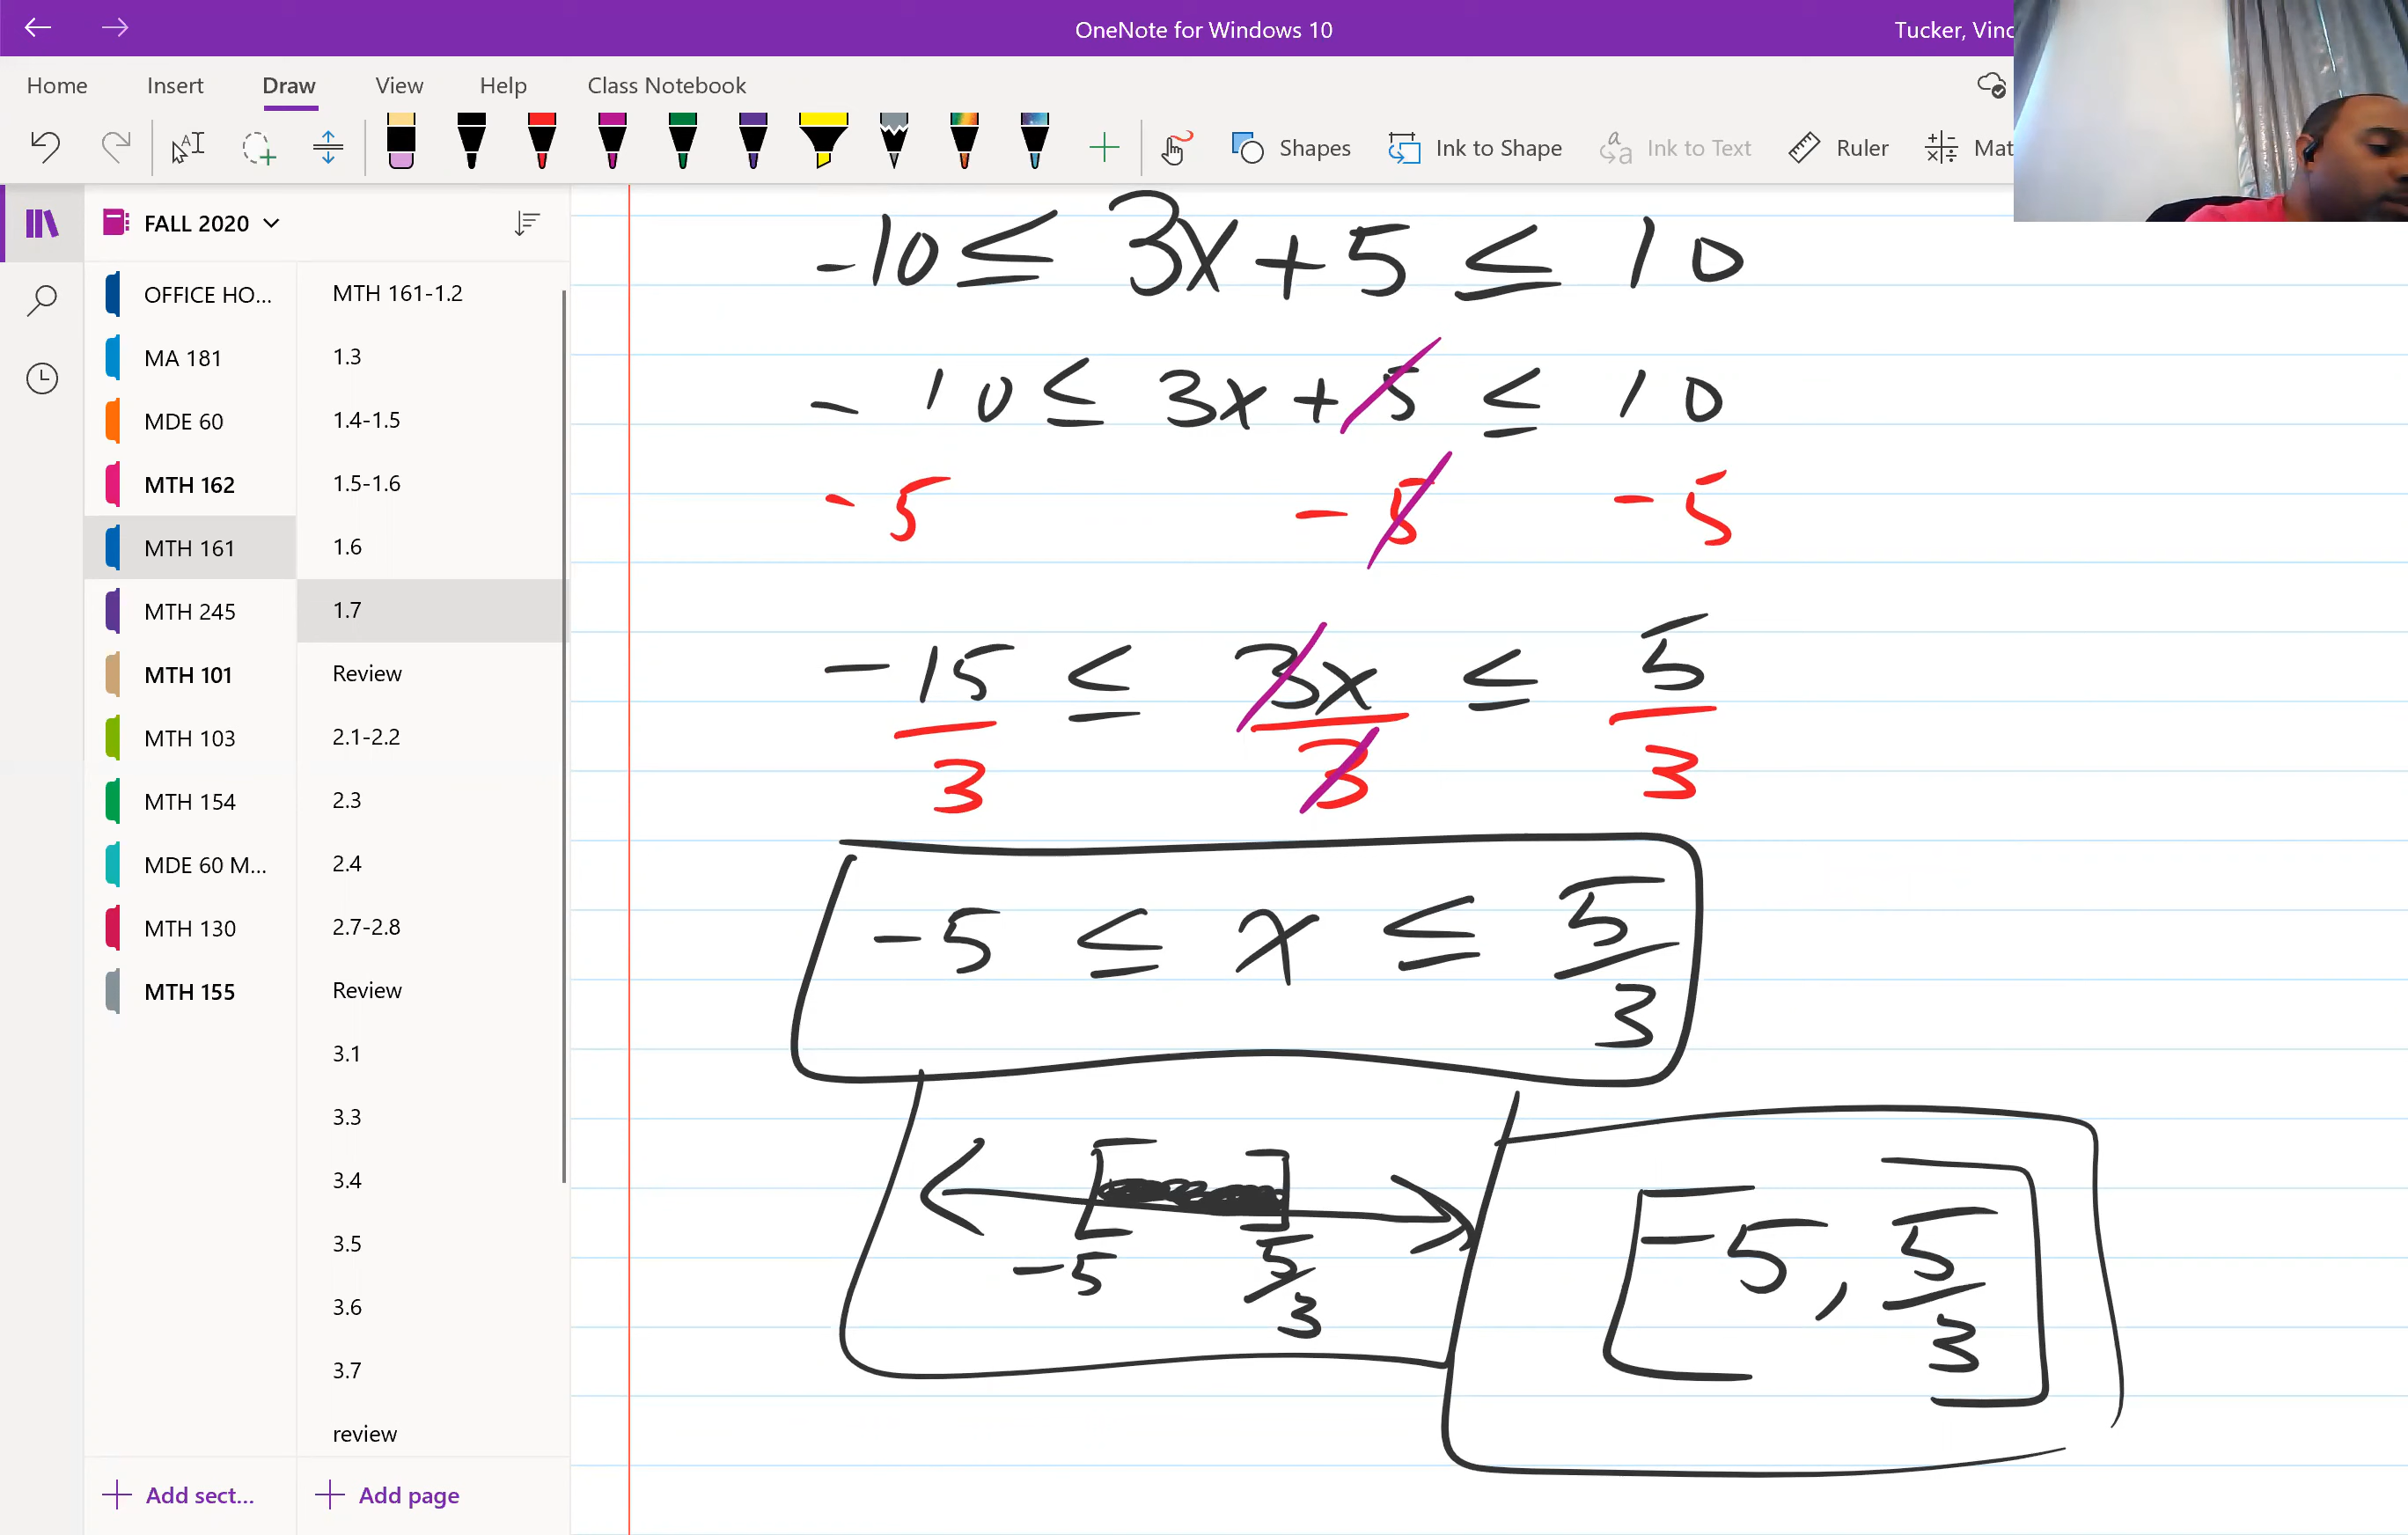 OneNote for Windows 10
Tucker, Vinc
Home Insert Draw View Help Class Notebook
Shapes Ink to Shape Ink to Text Ruler Mat
FALL 2020
OFFICE HO...
MA 181
MDE 60
MTH 162
MTH 161
MTH 245
MTH 101
MTH 103
MTH 154
MDE 60 M...
MTH 130
MTH 155
Add sect...
MTH 161-1.2
1.3
1.4-1.5
1.5-1.6
1.6
1.7
Review
2.1-2.2
2.3
2.4
2.7-2.8
Review
3.1
3.3
3.4
3.5
3.6
3.7
review
Add page
-10 ≤ 3x + 5 ≤ 10
- 10 ≤ 3x + 5 ≤ 10
- 5 - 5 - 5
-15 ≤ 3x ≤ 5
3 3 3
-5 ≤ x ≤ 5/3
[ ]
-5 5/3
[-5, 5/3]